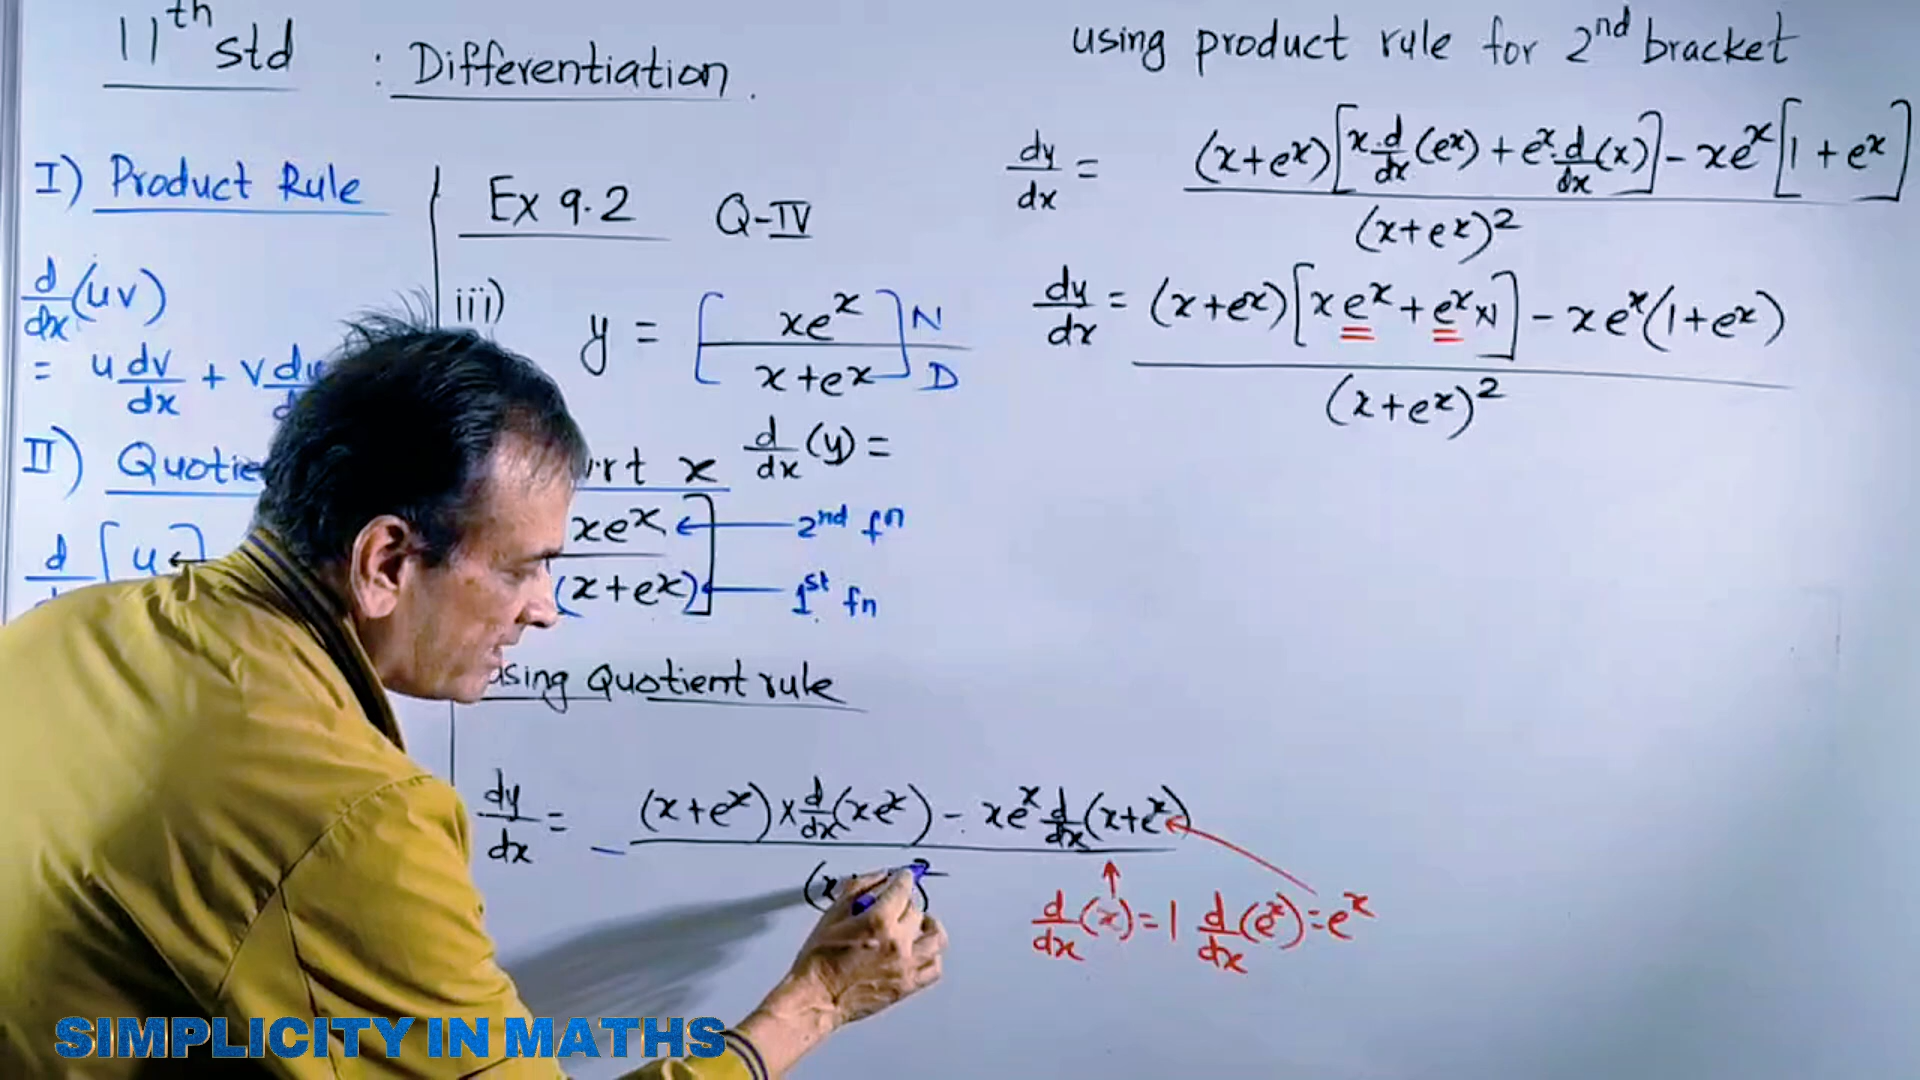 11th std : Differentiation.
I) Product Rule
d/dx (uv)
= u dv/dx + v du
II) Quotie
d [ u ]
Ex 9.2 Q-IV
iii) y = [ xe^x / x+e^x ] N D
w.r.t x d/dx (y) =
xe^x ← 2nd fn
(x+e^x) ← 1st fn
using Quotient rule
dy/dx = (x+e^x) × d/dx (xe^x) - xe^x d/dx (x+e^x)
(x )²
d/dx (x) = 1 d/dx (e^x) = e^x
using product rule for 2nd bracket
dy/dx = (x+e^x) [x.d/dx (e^x) + e^x.d/dx (x)] - xe^x [1 + e^x] / (x+e^x)²
dy/dx = (x+e^x) [x e^x + e^x x1] - x e^x (1+e^x) / (x+e^x)²
SIMPLICITY IN MATHS